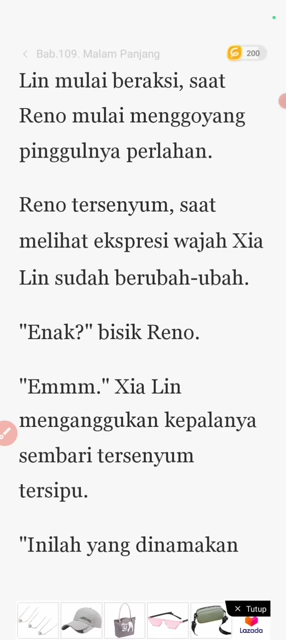 Bab.109. Malam Panjang
200
Lin mulai beraksi, saat
Reno mulai menggoyang
pinggulnya perlahan.
Reno tersenyum, saat
melihat ekspresi wajah Xia
Lin sudah berubah-ubah.
"Enak?" bisik Reno.
"Emmm." Xia Lin
menganggukan kepalanya
sembari tersenyum
tersipu.
"Inilah yang dinamakan
× Tutup
Lazada